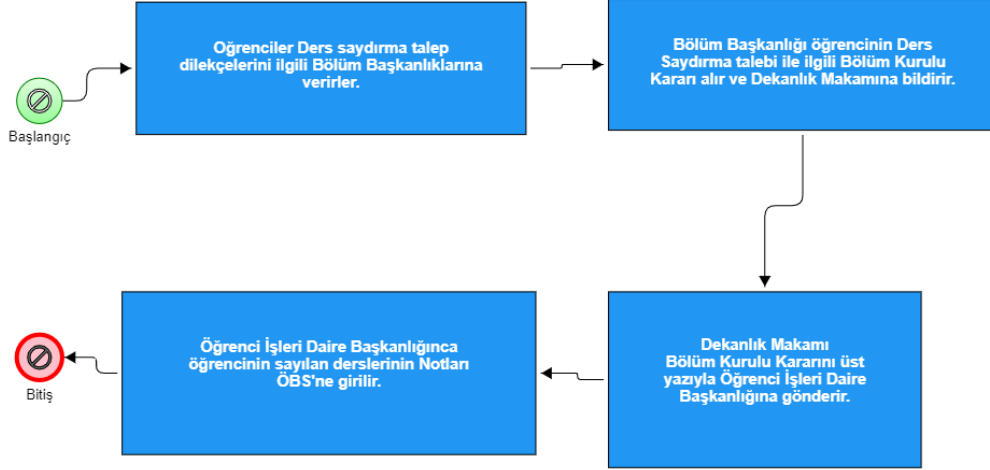 Başlangıç
Oğrenciler Ders saydırma talep
dilekçelerini ilgili Bölüm Başkanlıklarına
verirler.
Bölüm Başkanlığı öğrencinin Ders
Saydırma talebi ile ilgili Bölüm Kurulu
Kararı alır ve Dekanlık Makamına bildirir.
Dekanlık Makamı
Bölüm Kurulu Kararını üst
yazıyla Öğrenci İşleri Daire
Başkanlığına gönderir.
Öğrenci İşleri Daire Başkanlığınca
öğrencinin sayılan derslerinin Notları
ÖBS'ne girilir.
Bitiş